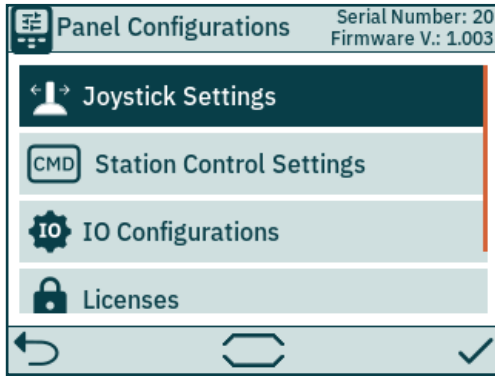 Panel Configurations
Serial Number: 20
Firmware V.: 1.003
Joystick Settings
CMD Station Control Settings
IO IO Configurations
Licenses